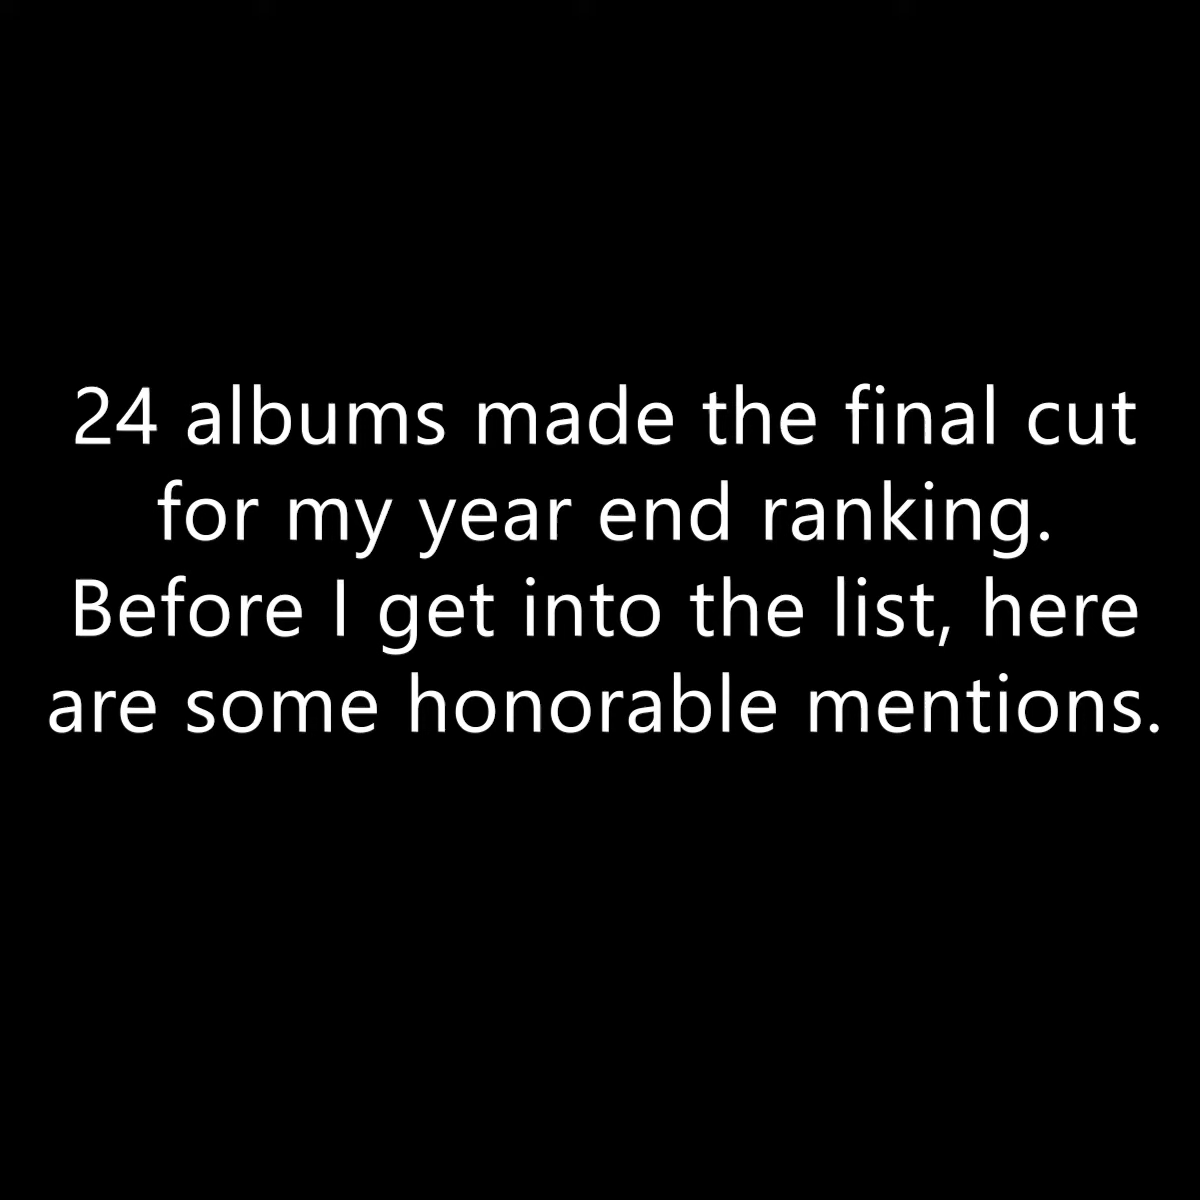 24 albums made the final cut
for my year end ranking.
Before I get into the list, here
are some honorable mentions.